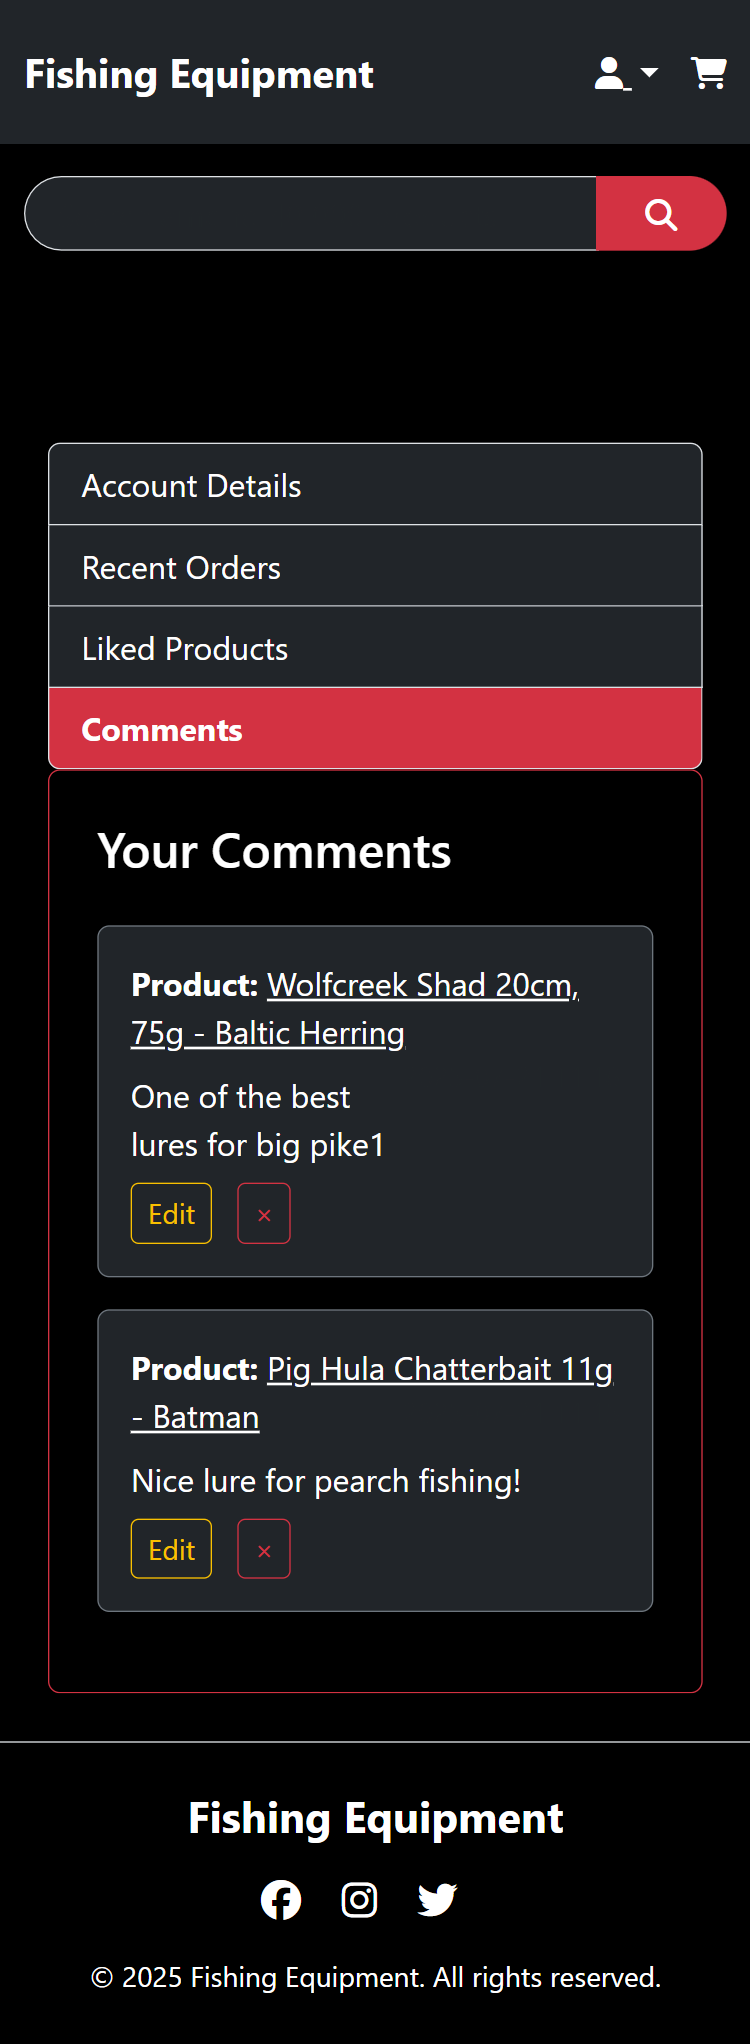 Fishing Equipment
Account Details
Recent Orders
Liked Products
Comments
Your Comments
Product: Wolfcreek Shad 20cm,
75g - Baltic Herring
One of the best
lures for big pike1
Edit ×
Product: Pig Hula Chatterbait 11g
- Batman
Nice lure for pearch fishing!
Edit ×
Fishing Equipment
© 2025 Fishing Equipment. All rights reserved.